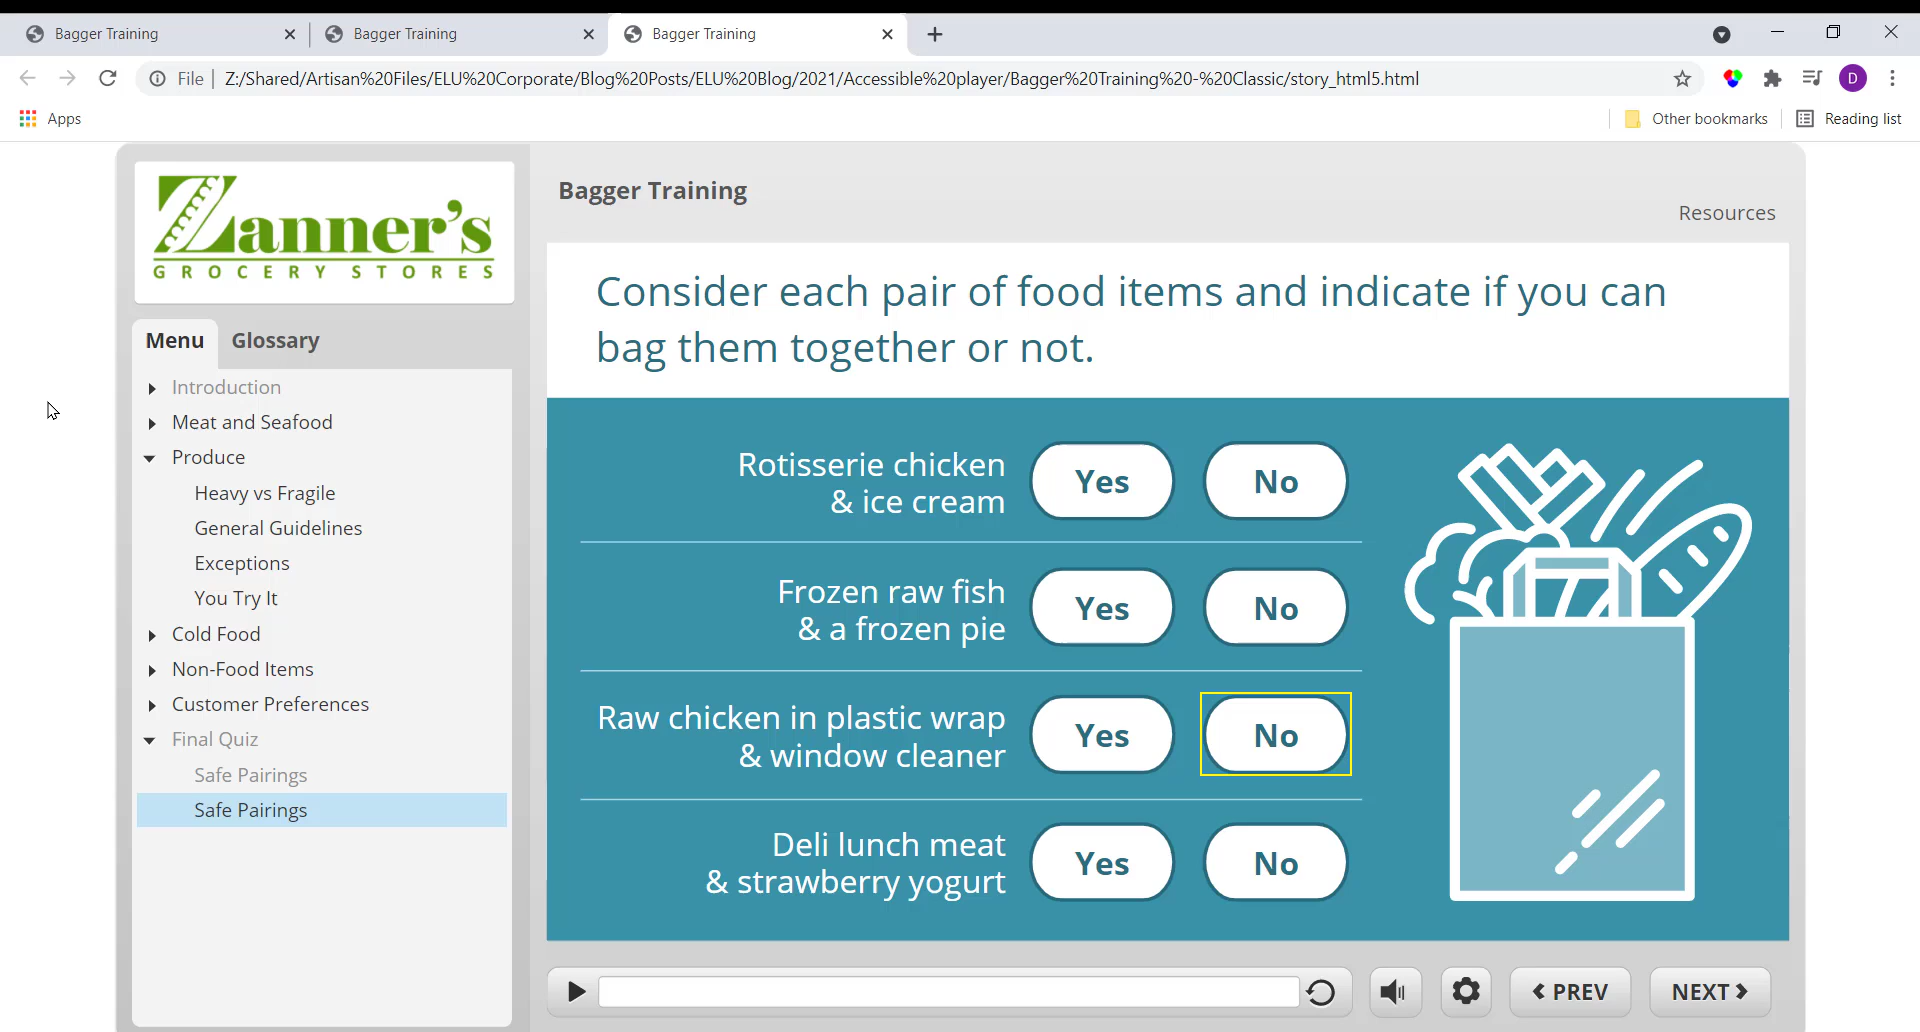 Bagger Training
Bagger Training
Bagger Training
File
Z:/Shared/Artisan%20Files/ELU%20Corporate/Blog%20Posts/ELU%20Blog/2021/Accessible%20player/Bagger%20Training%20-%20Classic/story_html5.html
D
Apps
Other bookmarks
Reading list
Zanner's
GROCERY STORES
Bagger Training
Resources
Menu
Glossary
Introduction
Meat and Seafood
Produce
Heavy vs Fragile
General Guidelines
Exceptions
You Try It
Cold Food
Non-Food Items
Customer Preferences
Final Quiz
Safe Pairings
Safe Pairings
Consider each pair of food items and indicate if you can
bag them together or not.
Rotisserie chicken
& ice cream
Yes
No
Frozen raw fish
& a frozen pie
Yes
No
Raw chicken in plastic wrap
& window cleaner
Yes
No
Deli lunch meat
& strawberry yogurt
Yes
No
PREV
NEXT